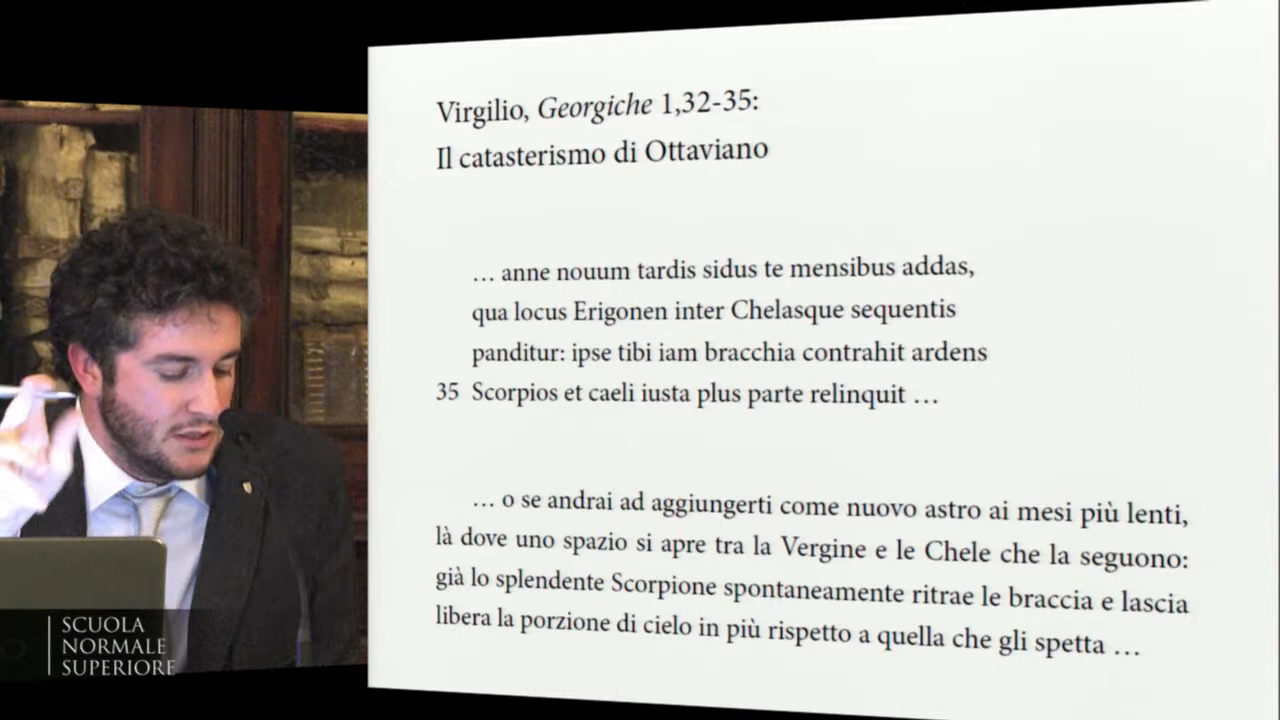 Virgilio, Georgiche 1,32-35:
Il catasterismo di Ottaviano
… anne nouum tardis sidus te mensibus addas,
qua locus Erigonen inter Chelasque sequentis
panditur: ipse tibi iam bracchia contrahit ardens
35 Scorpios et caeli iusta plus parte relinquit …
… o se andrai ad aggiungerti come nuovo astro ai mesi più lenti,
là dove uno spazio si apre tra la Vergine e le Chele che la seguono:
già lo splendente Scorpione spontaneamente ritrae le braccia e lascia
libera la porzione di cielo in più rispetto a quella che gli spetta …
SCUOLA
NORMALE
SUPERIORE